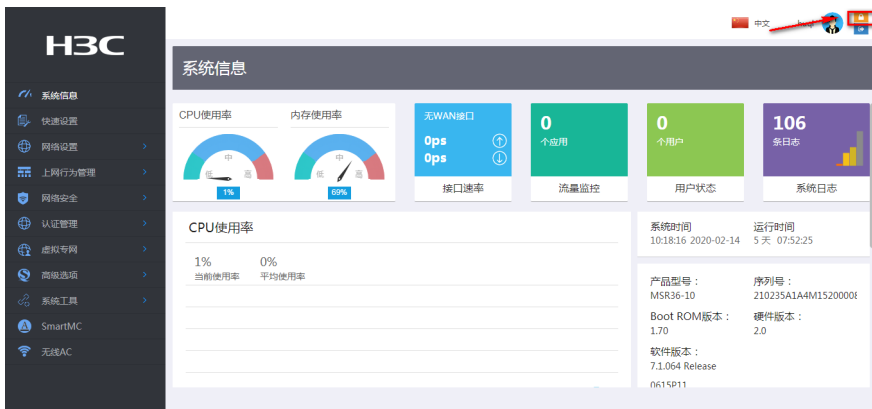 中文
H3C
系统信息
系统信息
快速设置
网络设置
上网行为管理
网络安全
认证管理
虚拟专网
高级选项
系统工具
SmartMC
无线AC
CPU使用率
内存使用率
中
低
高
1%
中
低
高
69%
无WAN接口
0ps
0ps
接口速率
0
个应用
流量监控
0
个用户
用户状态
106
条日志
系统日志
CPU使用率
1%
0%
当前使用率
平均使用率
系统时间
运行时间
10:18:16 2020-02-14
5 天 07:52:25
产品型号：
序列号：
MSR36-10
210235A1A4M15200008
Boot ROM版本：
硬件版本：
1.70
2.0
软件版本：
7.1.064 Release
0615P11